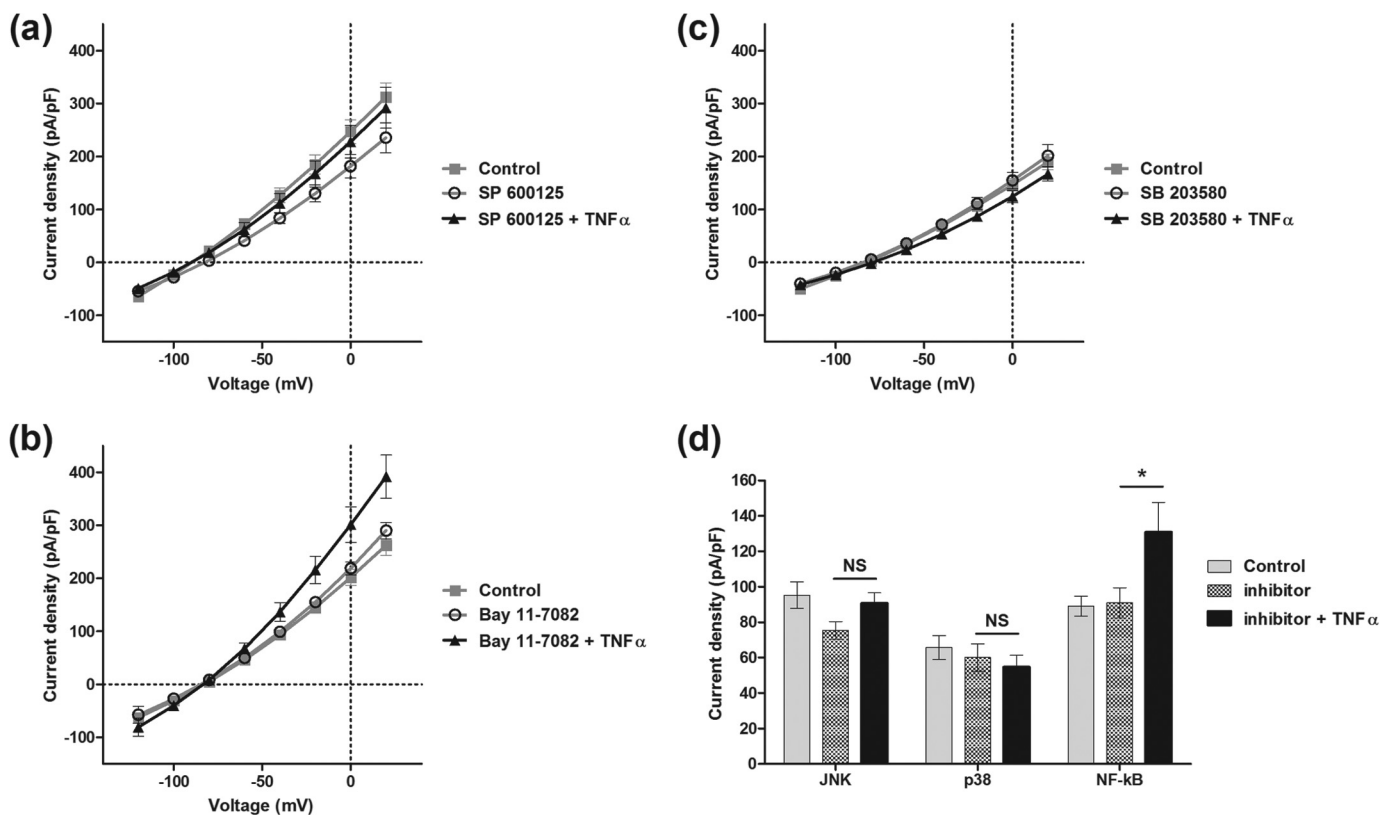 (a)
Current density (pA/pF)
400
300
200
100
0
-100
-100
-50
0
Voltage (mV)
Control
SP 600125
SP 600125 + TNFα
(c)
Current density (pA/pF)
400
300
200
100
0
-100
-100
-50
0
Voltage (mV)
Control
SB 203580
SB 203580 + TNFα
(b)
Current density (pA/pF)
400
300
200
100
0
-100
-100
-50
0
Voltage (mV)
Control
Bay 11-7082
Bay 11-7082 + TNFα
(d)
Current density (pA/pF)
160
140
120
100
80
60
40
20
0
NS
NS
*
JNK
p38
NF-kB
Control
inhibitor
inhibitor + TNFα